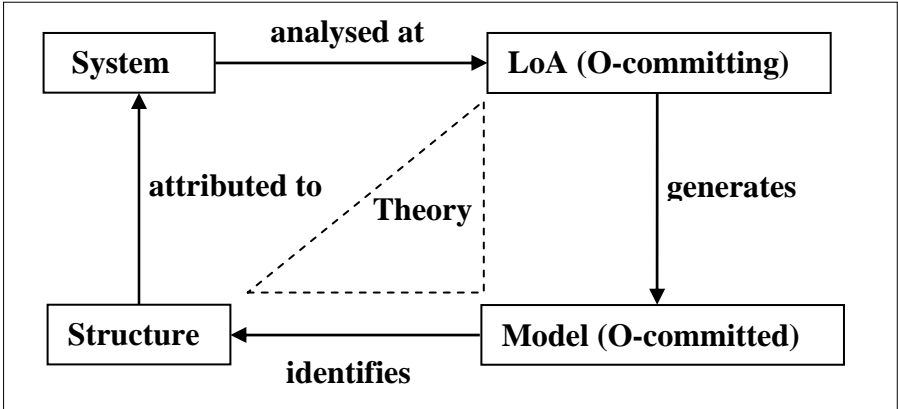 analysed at
System
LoA (O-committing)
attributed to
generates
Theory
Structure
Model (O-committed)
identifies